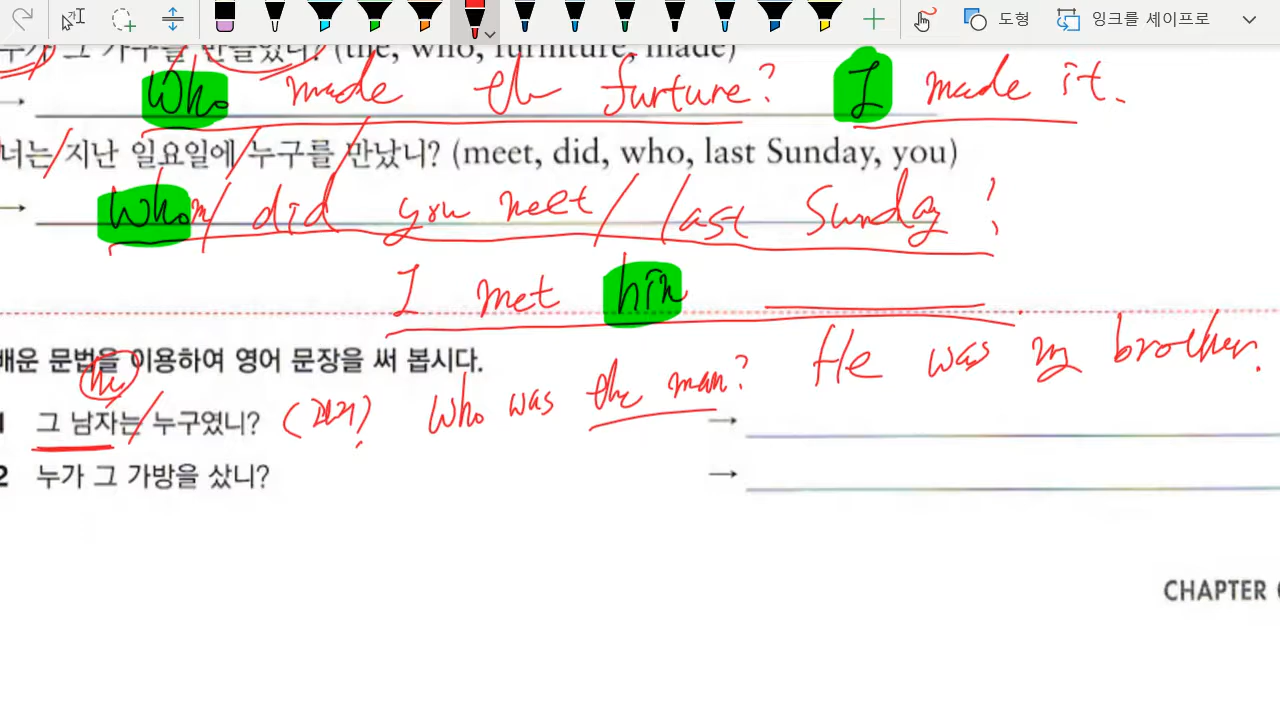 도형 잉크를 셰이프로
누가 그 가구를 만들었니? (the, who, furniture, made)
→ Who made the furture? I made it.
너는 지난 일요일에 누구를 만났니? (meet, did, who, last Sunday, you)
→ Whom did you meet last Sunday?
I met him
배운 문법을 이용하여 영어 문장을 써 봅시다.
He was my brother.
1 그 남자는 누구였니? (과거) Who was the man? →
2 누가 그 가방을 샀니? →
CHAPTER